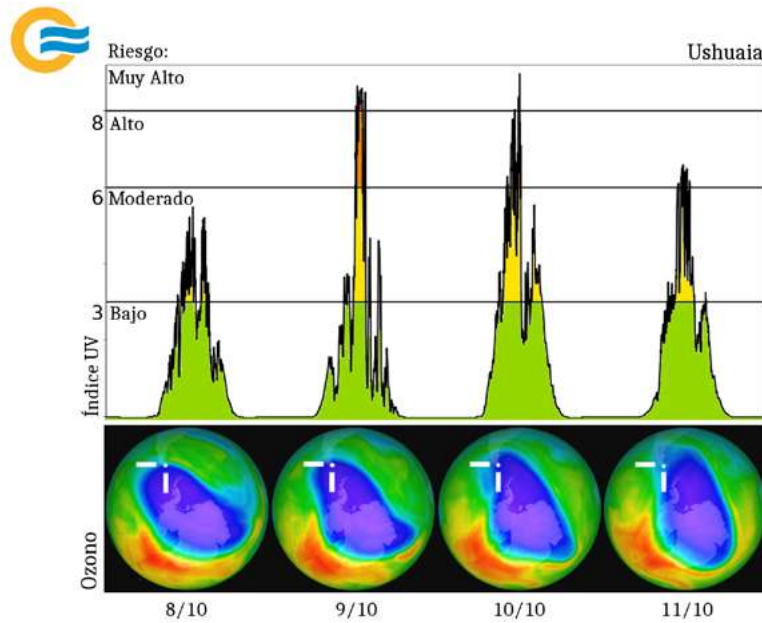 Riesgo:
Ushuaia
Muy Alto
8
Alto
6
Moderado
3
Bajo
Índice UV
Ozono
8/10
9/10
10/10
11/10